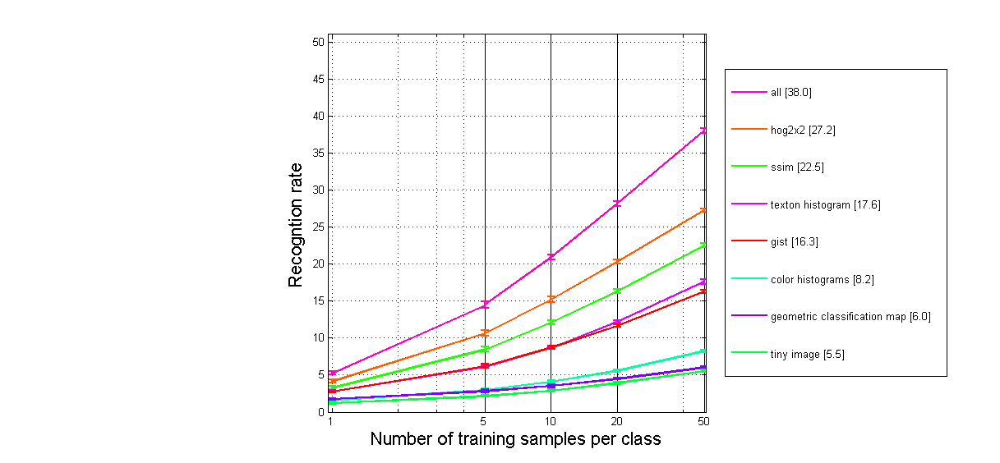 50
45
40
35
30
25
20
15
10
5
0
Recogntion rate
1 5 10 20 50
Number of training samples per class
all [38.0]
hog2x2 [27.2]
ssim [22.5]
texton histogram [17.6]
gist [16.3]
color histograms [8.2]
geometric classification map [6.0]
tiny image [5.5]